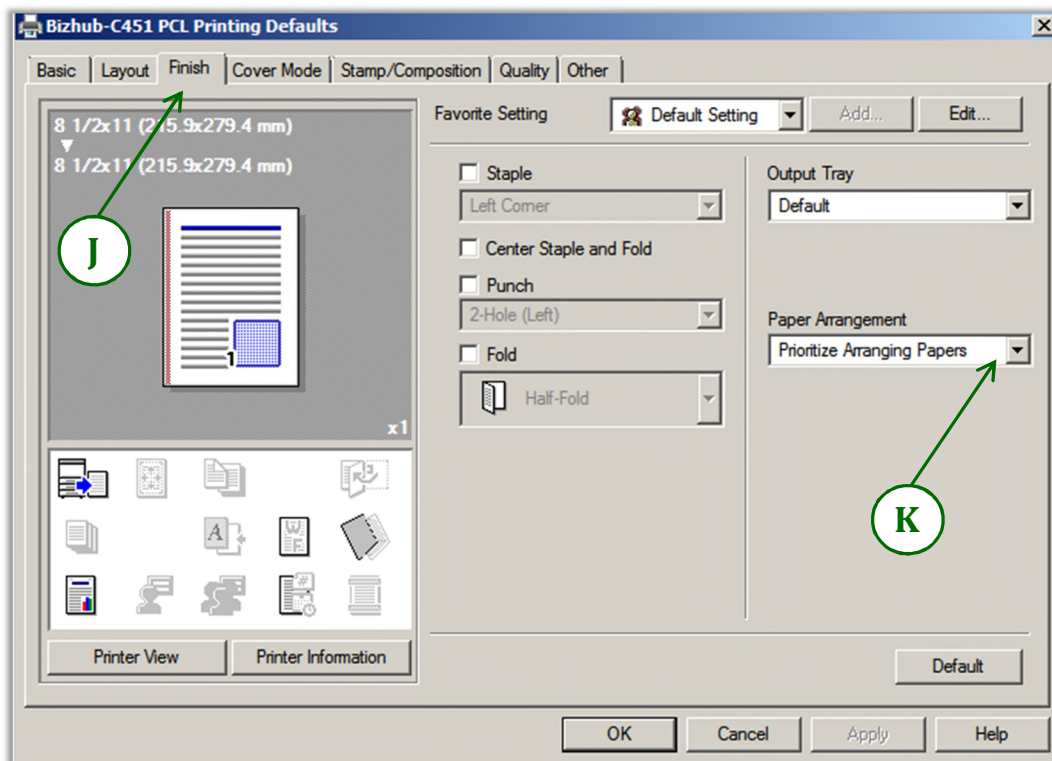 Bizhub-C451 PCL Printing Defaults
Basic Layout Finish Cover Mode Stamp/Composition Quality Other
8 1/2x11 (215.9x279.4 mm)
8 1/2x11 (215.9x279.4 mm)
J
1
x1
Printer View Printer Information
Favorite Setting Default Setting Add... Edit...
Staple
Left Corner
Center Staple and Fold
Punch
2-Hole (Left)
Fold
Half-Fold
Output Tray
Default
Paper Arrangement
Prioritize Arranging Papers
K
Default
OK Cancel Apply Help